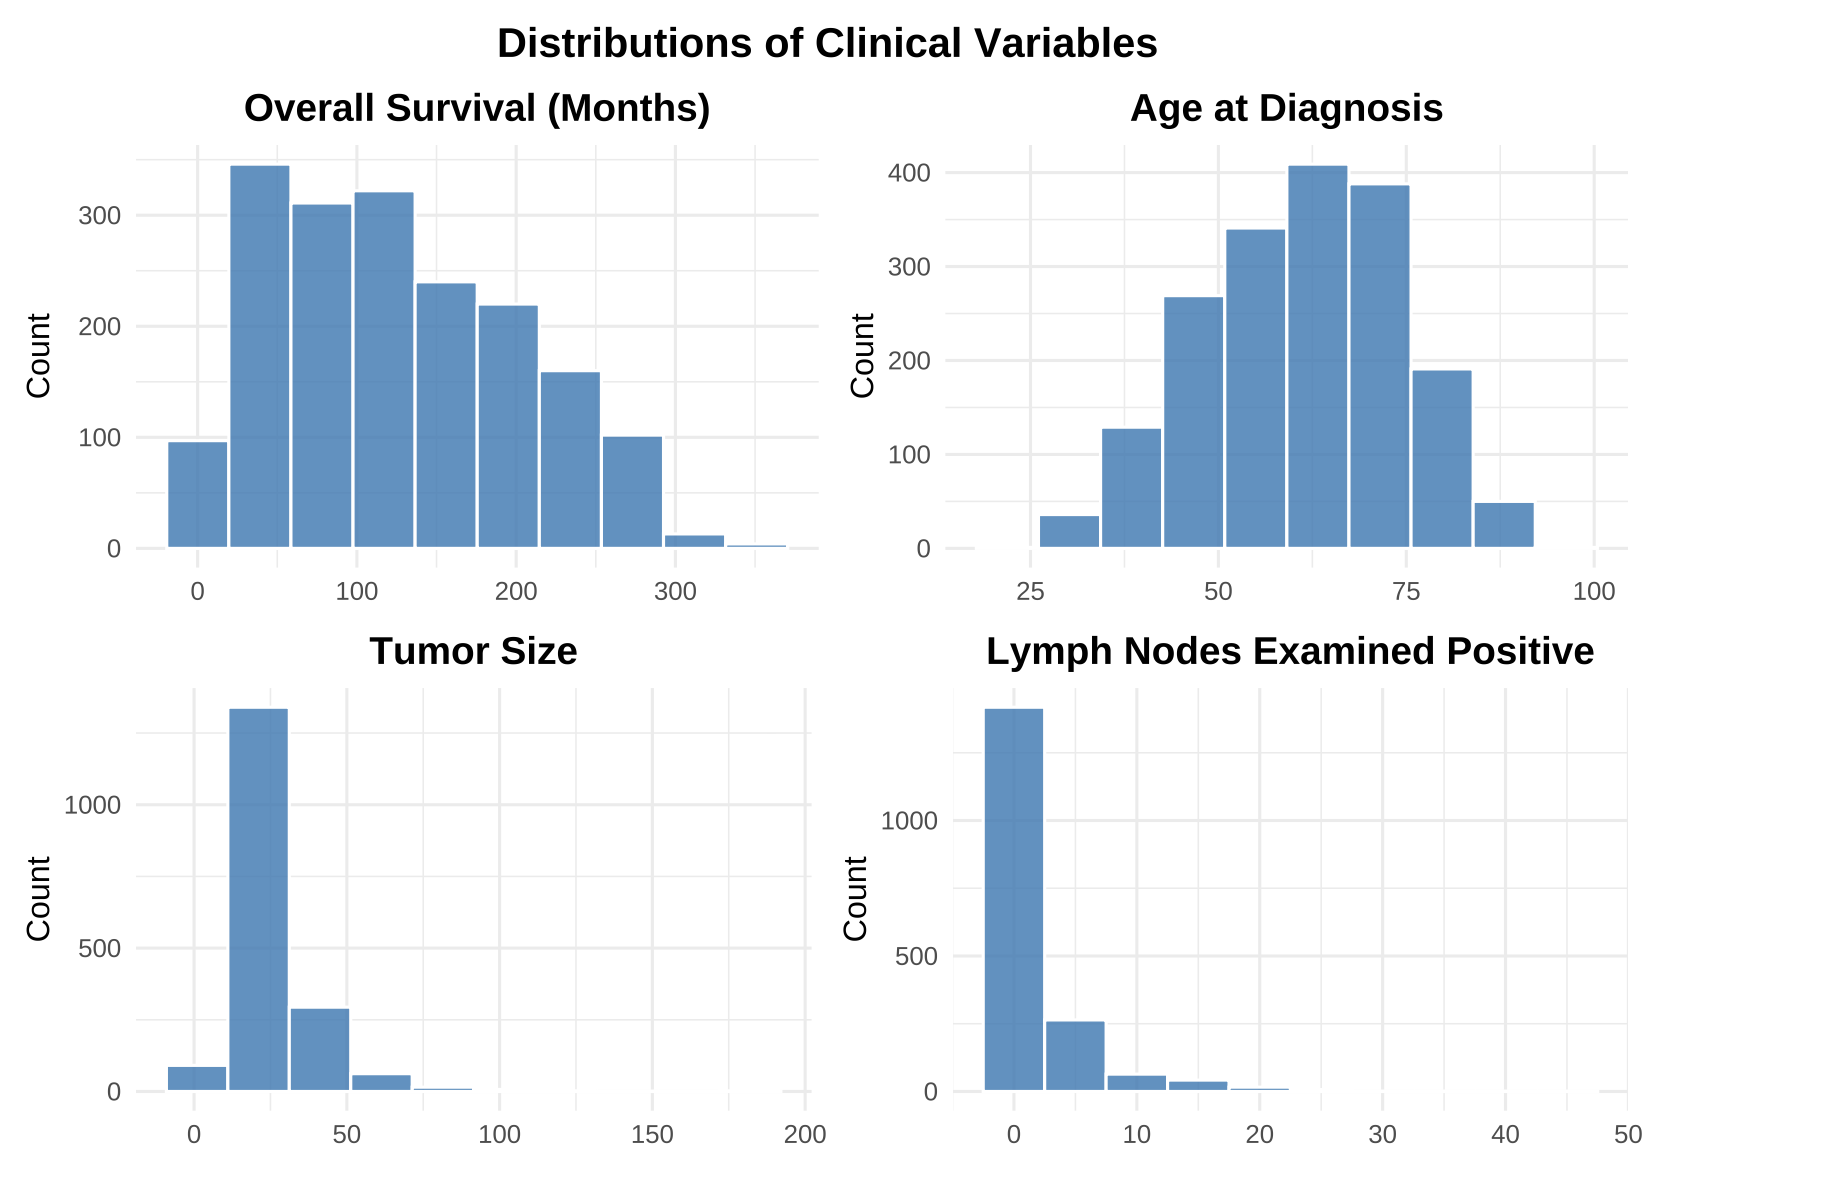 Distributions of Clinical Variables
Overall Survival (Months)
Count
300
200
100
0
0 100 200 300
Age at Diagnosis
Count
400
300
200
100
0
25 50 75 100
Tumor Size
Count
1000
500
0
0 50 100 150 200
Lymph Nodes Examined Positive
Count
1000
500
0
0 10 20 30 40 50